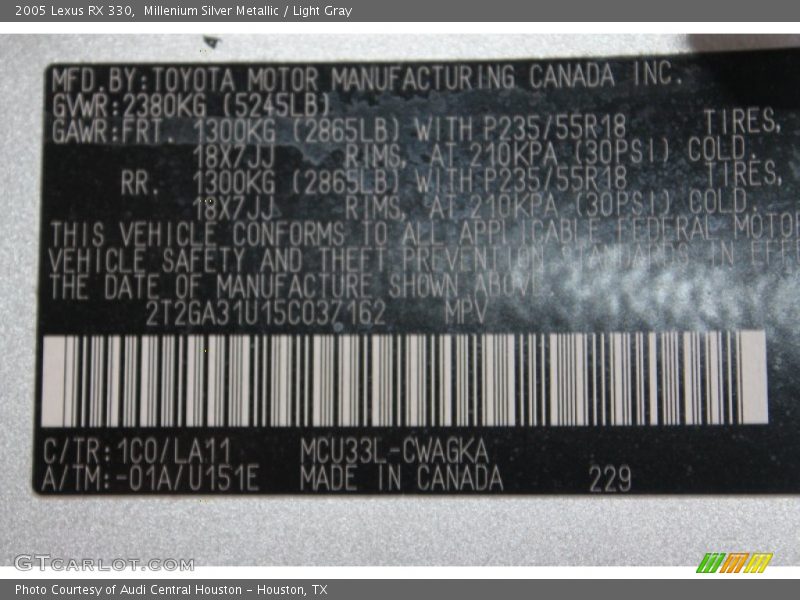 2005 Lexus RX 330, Millenium Silver Metallic / Light Gray
MFD.BY:TOYOTA MOTOR MANUFACTURING CANADA INC.
GVWR:2380KG (5245LB)
GAWR:FRT. 1300KG (2865LB) WITH P235/55R18 TIRES,
18X7JJ RIMS, AT 210KPA (30PSI) COLD.
RR. 1300KG (2865LB) WITH P235/55R18 TIRES,
18X7JJ RIMS, AT 210KPA (30PSI) COLD.
THIS VEHICLE CONFORMS TO ALL APPLICABLE FEDERAL MOTOR
VEHICLE SAFETY AND THEFT PREVENTION STANDARDS IN EFFE
THE DATE OF MANUFACTURE SHOWN ABOV
2T2GA31U15C037162 MPV
C/TR:1C0/LA11 MCU33L-CWAGKA
A/TM:-01A/U151E MADE IN CANADA 229
GTCARLOT.COM
Photo Courtesy of Audi Central Houston - Houston, TX